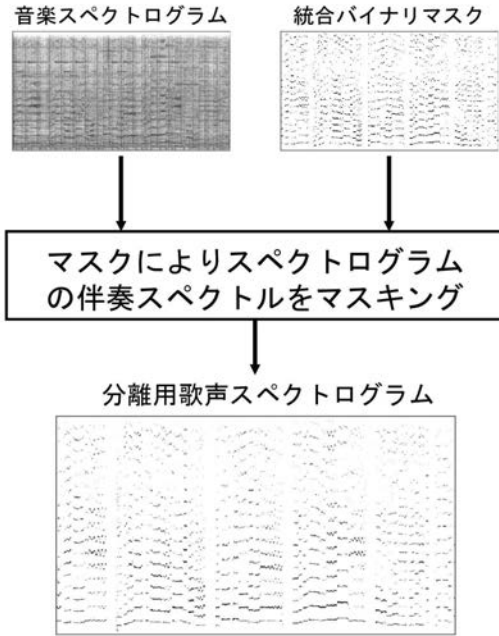 音楽スペクトログラム
統合バイナリマスク
マスクによりスペクトログラム
の伴奏スペクトルをマスキング
分離用歌声スペクトログラム